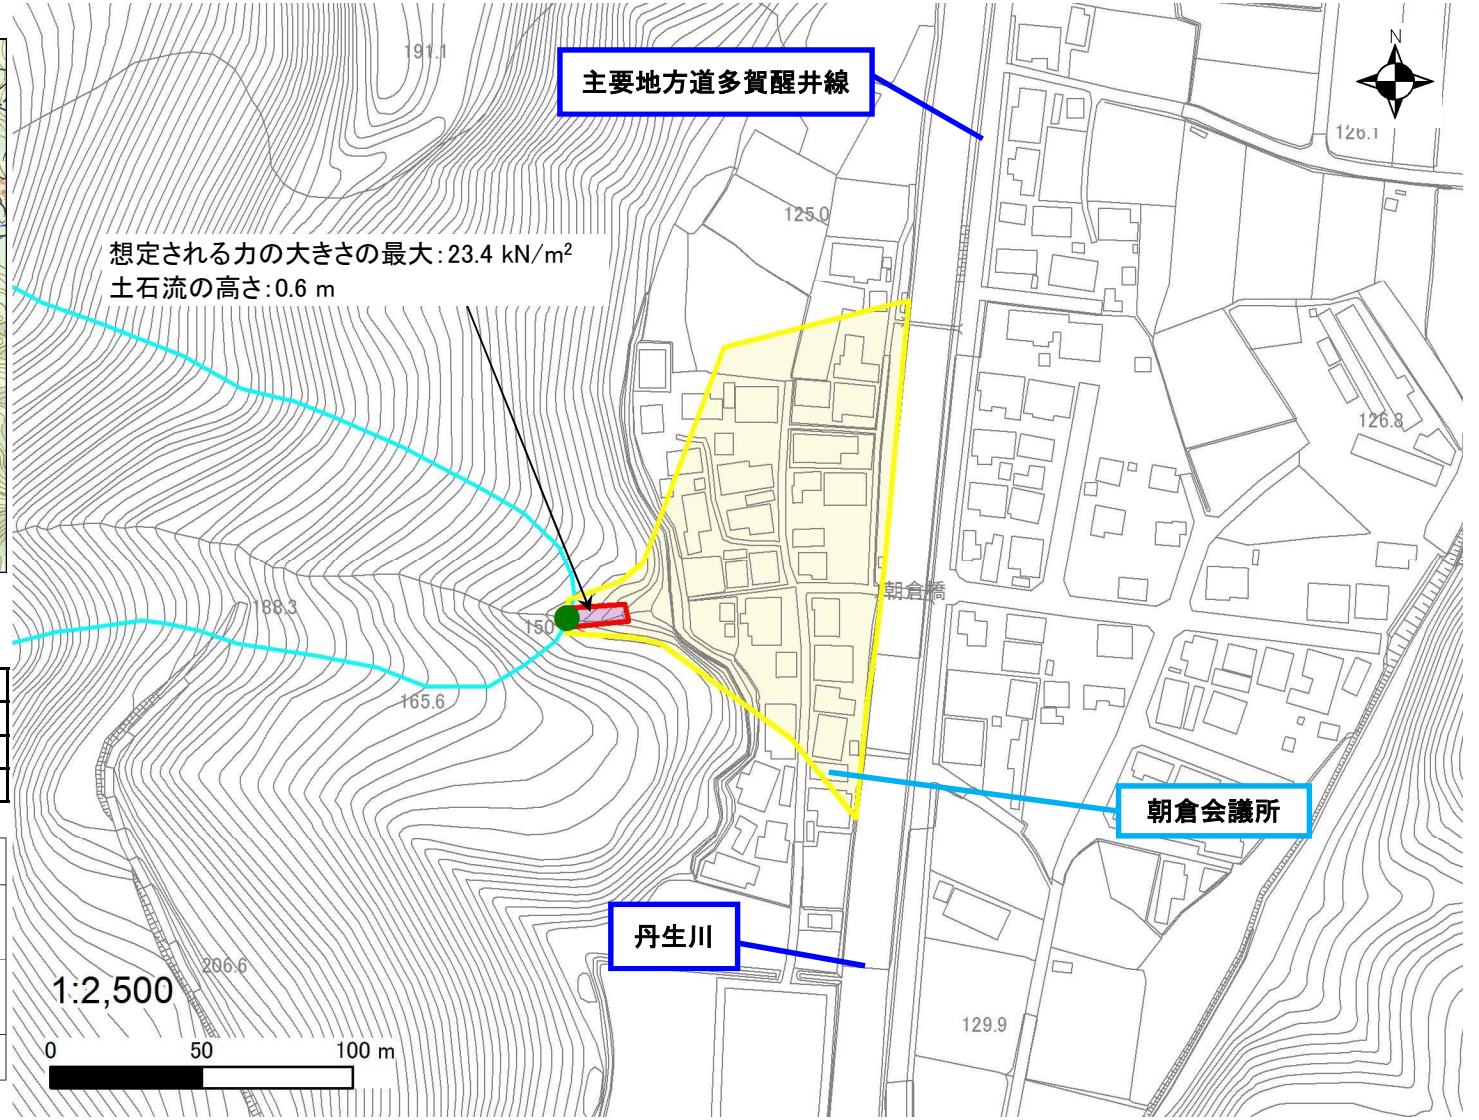 191.1
主要地方道多賀醒井線
N
126.1
125.0
想定される力の大きさの最大：23.4 kN/m²
土石流の高さ：0.6 m
126.8
朝倉橋
188.3
150
165.6
朝倉会議所
丹生川
206.6
1:2,500
129.9
0 50 100 m